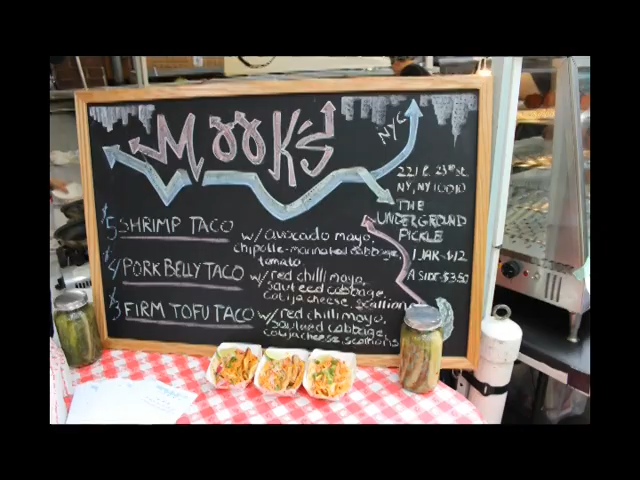 MOOK'S
NYC
221 E. 23RD ST.
NY, NY 10010
THE
UNDERGROUND
PICKLE
1 JAR-$12
A SIDE-$3.50
$5 SHRIMP TACO
w/ avocado mayo,
chipotle-marinated cabbage,
tomato
$4 PORK BELLY TACO
w/ red chili mayo,
sauteed cabbage,
cotija cheese, scallions
$3 FIRM TOFU TACO
w/ red chili mayo,
sauteed cabbage,
cotija cheese, scallions